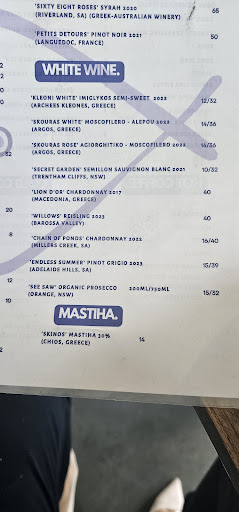 'SIXTY EIGHT ROSES' SYRAH 2020 65
(RIVERLAND, SA) (GREEK-AUSTRALIAN WINERY)
'PETITS DETOURS' PINOT NOIR 2021 50
(LANGUEDOC, FRANCE)
WHITE WINE.
'KLEONI WHITE' IMIGLYKOS SEMI-SWEET 2022 12/32
(ARCHEES KLEONES, GREECE)
'SKOURAS WHITE' MOSCOFILERO - ALEPOU 2022 14/36
(ARGOS, GREECE)
'SKOURAS ROSE' AGIORGHITIKO - MOSCOFILERO 2023 14/36
(ARGOS, GREECE)
'SECRET GARDEN' SEMILLON SAUVIGNON BLANC 2021 10/32
(TRENTHAM CLIFFS, NSW)
'LION D'OR' CHARDONNAY 2017 40
(MACEDONIA, GREECE)
'WILLOWS' REISLING 2023 40
(BAROSSA VALLEY)
'CHAIN OF PONDS' CHARDONNAY 2022 16/40
(MILLERS CREEK, SA)
'ENDLESS SUMMER' PINOT GRIGIO 2023 15/39
(ADELAIDE HILLS, SA)
'SEE SAW' ORGANIC PROSECCO 200ML/750ML 15/32
(ORANGE, NSW)
MASTIHA.
'SKINOS' MASTIHA 30% 14
(CHIOS, GREECE)